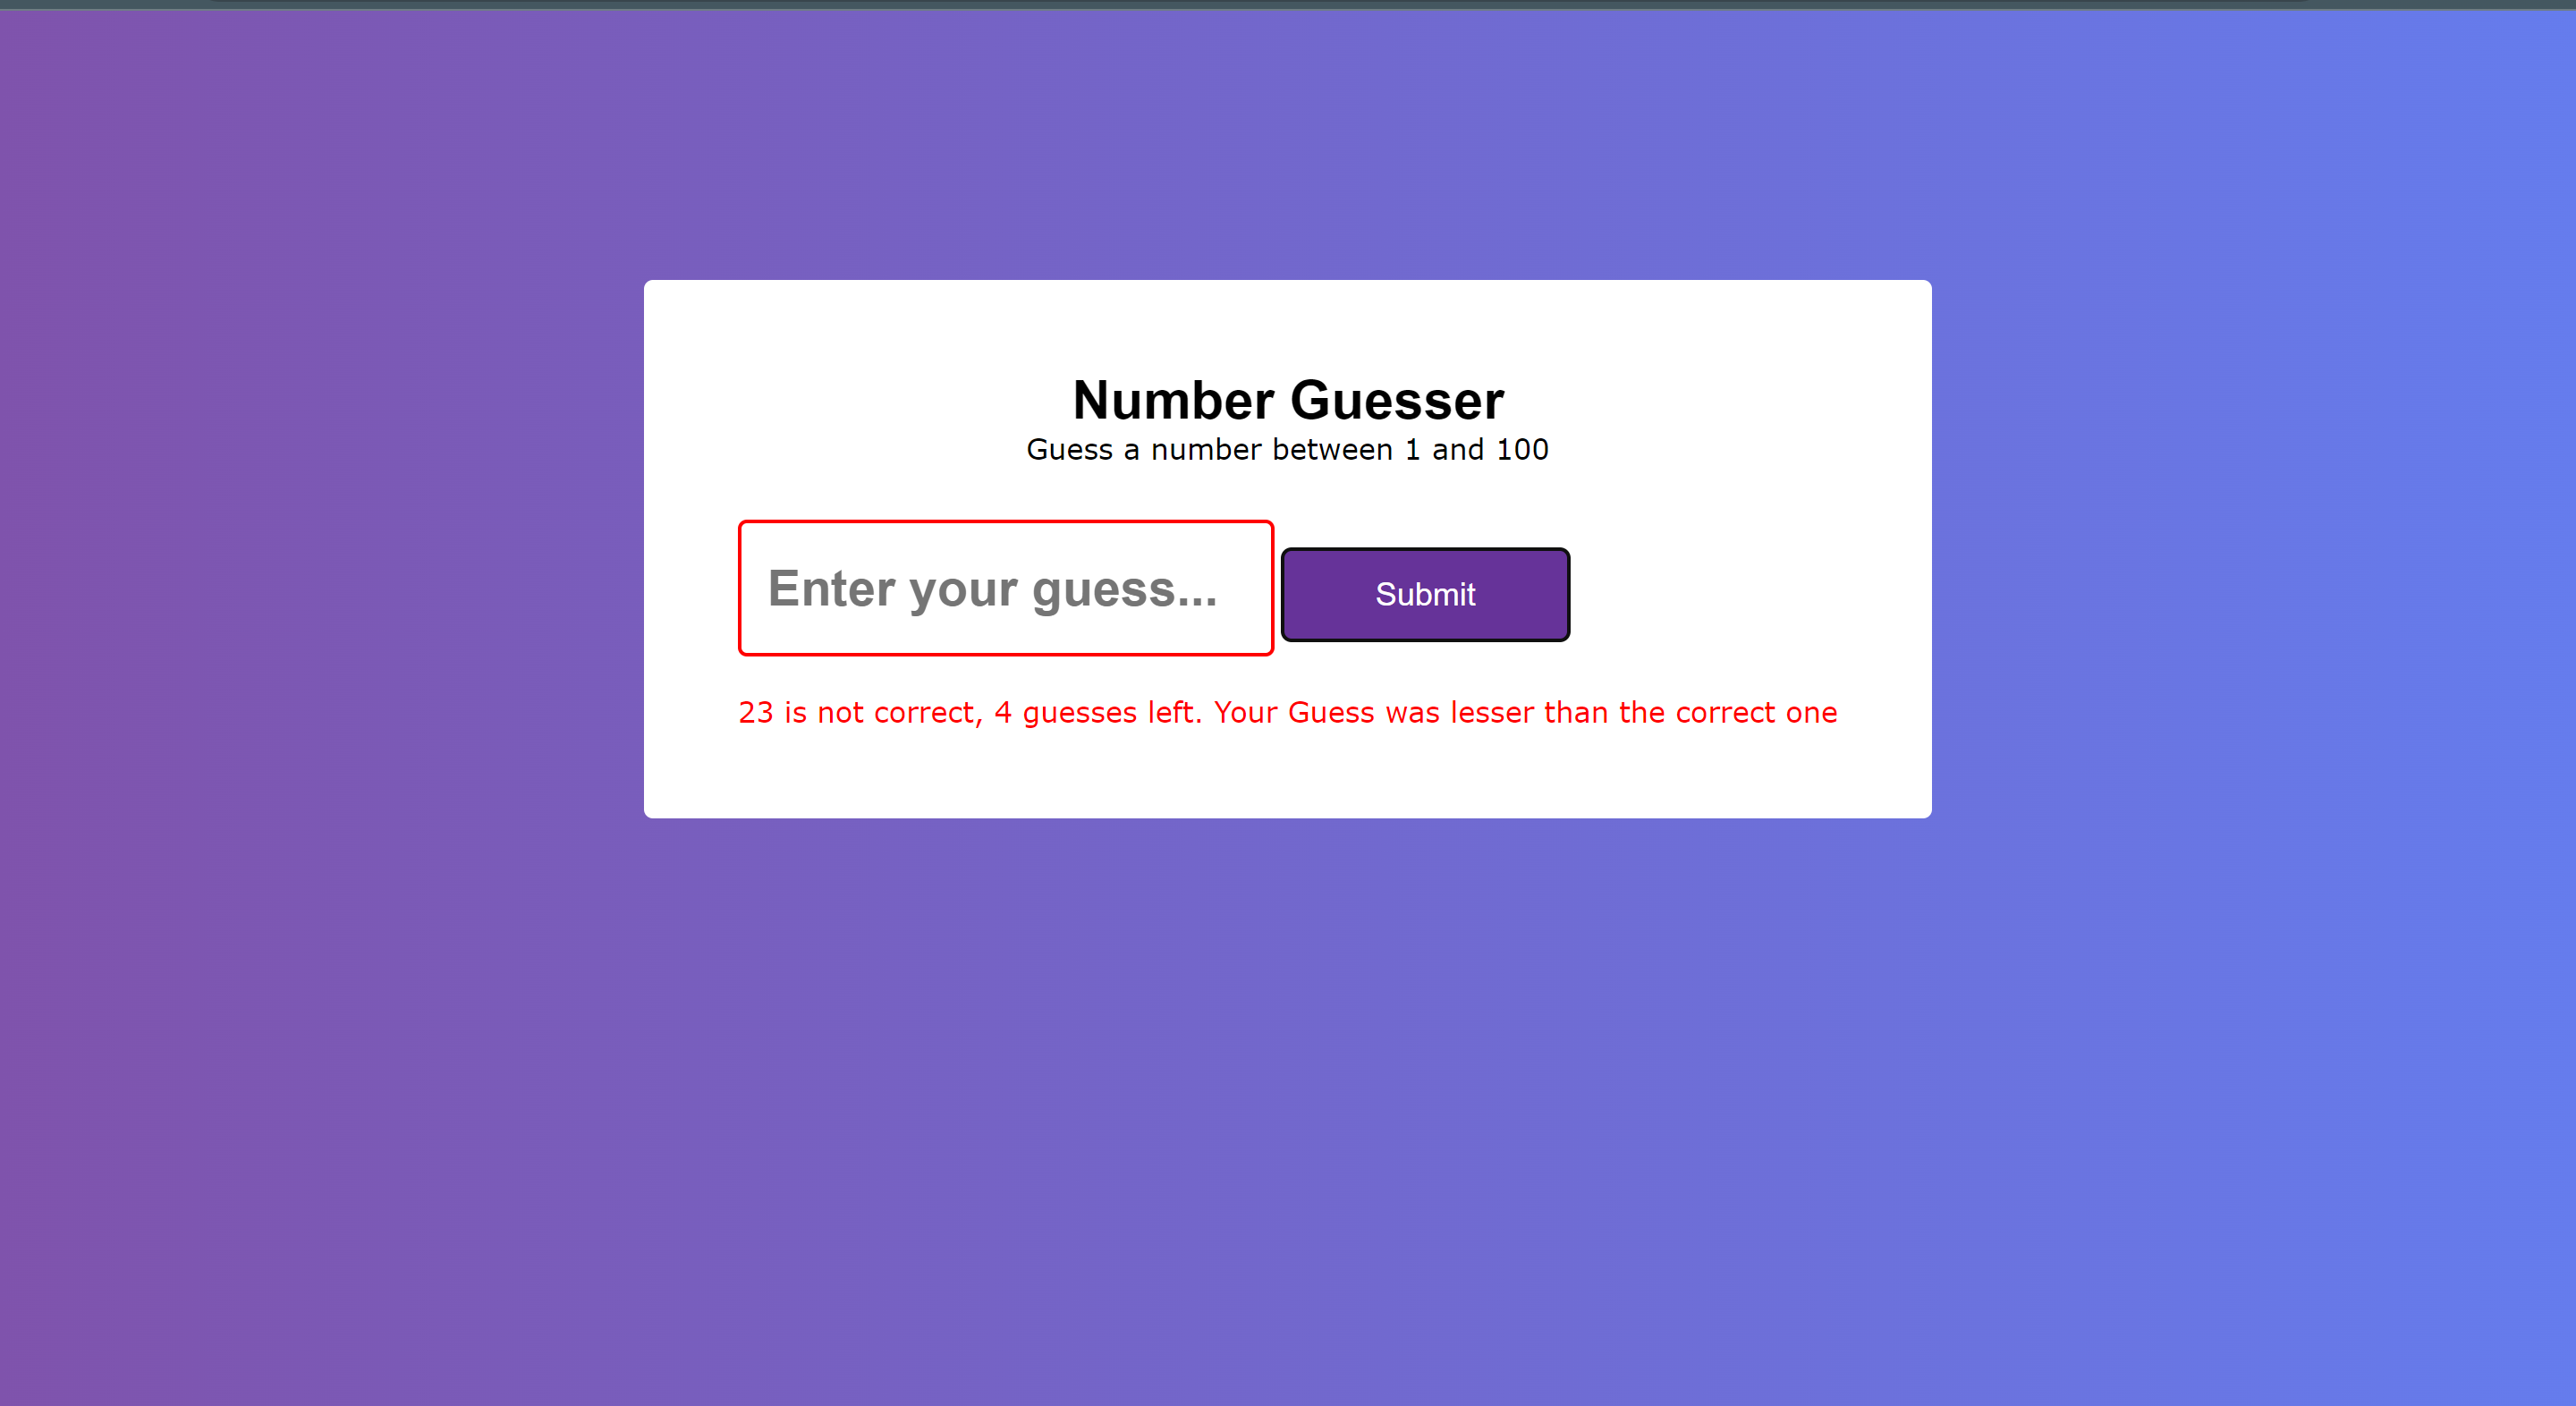 Number Guesser
Guess a number between 1 and 100
Enter your guess...
Submit
23 is not correct, 4 guesses left. Your Guess was lesser than the correct one